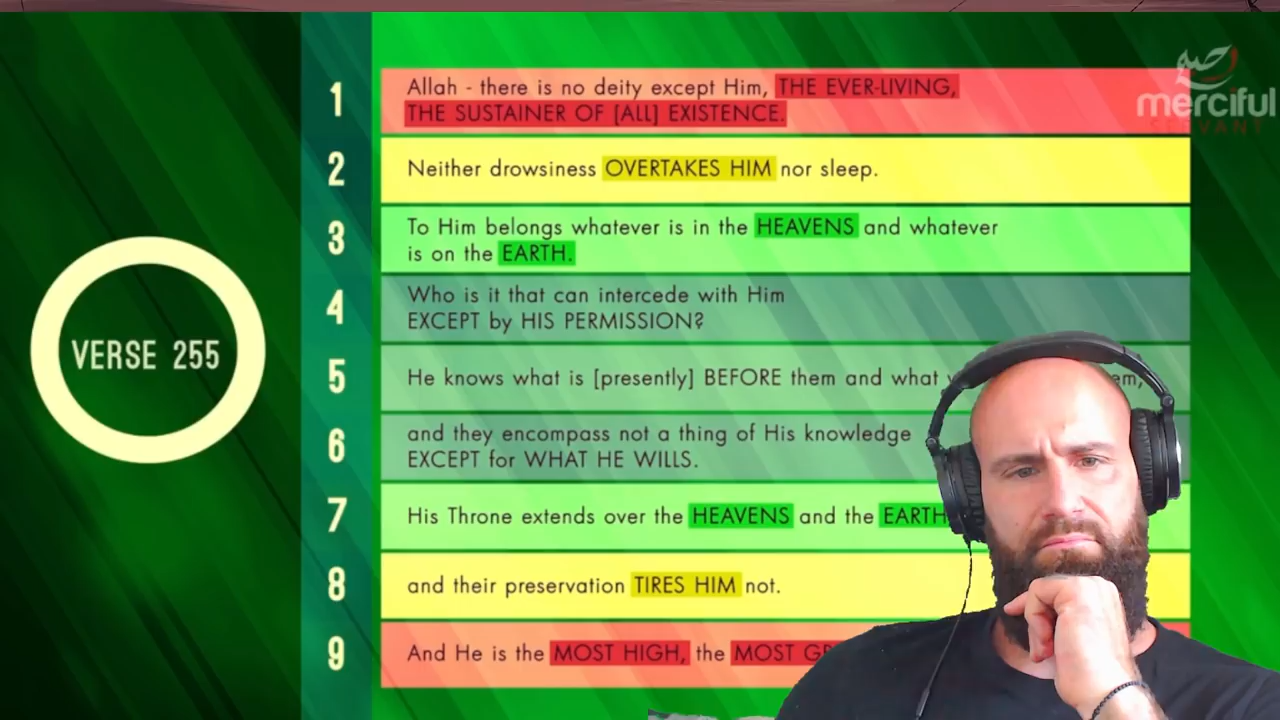 VERSE 255
1
Allah - there is no deity except Him, THE EVER-LIVING,
THE SUSTAINER OF [ALL] EXISTENCE.
2
Neither drowsiness OVERTAKES HIM nor sleep.
3
To Him belongs whatever is in the HEAVENS and whatever
is on the EARTH.
4
Who is it that can intercede with Him
EXCEPT by HIS PERMISSION?
5
He knows what is [presently] BEFORE them and what
6
and they encompass not a thing of His knowledge
EXCEPT for WHAT HE WILLS.
7
His Throne extends over the HEAVENS and the EARTH
8
and their preservation TIRES HIM not.
9
And He is the MOST HIGH, the MOST
merciful
SERVANT